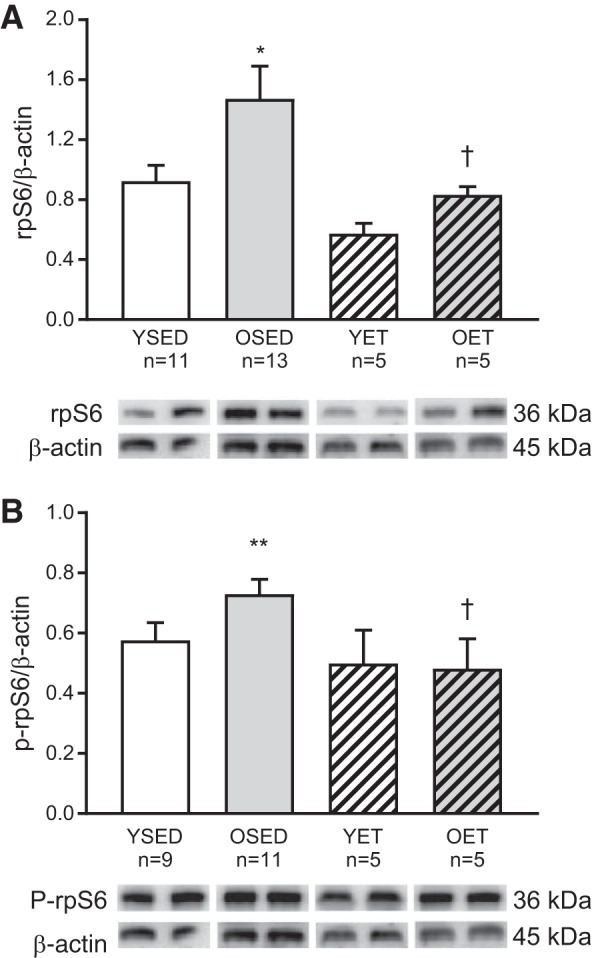 A
2.0
*
1.6
1.2
†
0.8
0.4
0.0
rpS6/β-actin
YSED OSED YET OET
n=11 n=13 n=5 n=5
rpS6 36 kDa
β-actin 45 kDa
B
1.0
**
0.8
†
0.6
0.4
0.2
0.0
p-rpS6/β-actin
YSED OSED YET OET
n=9 n=11 n=5 n=5
P-rpS6 36 kDa
β-actin 45 kDa